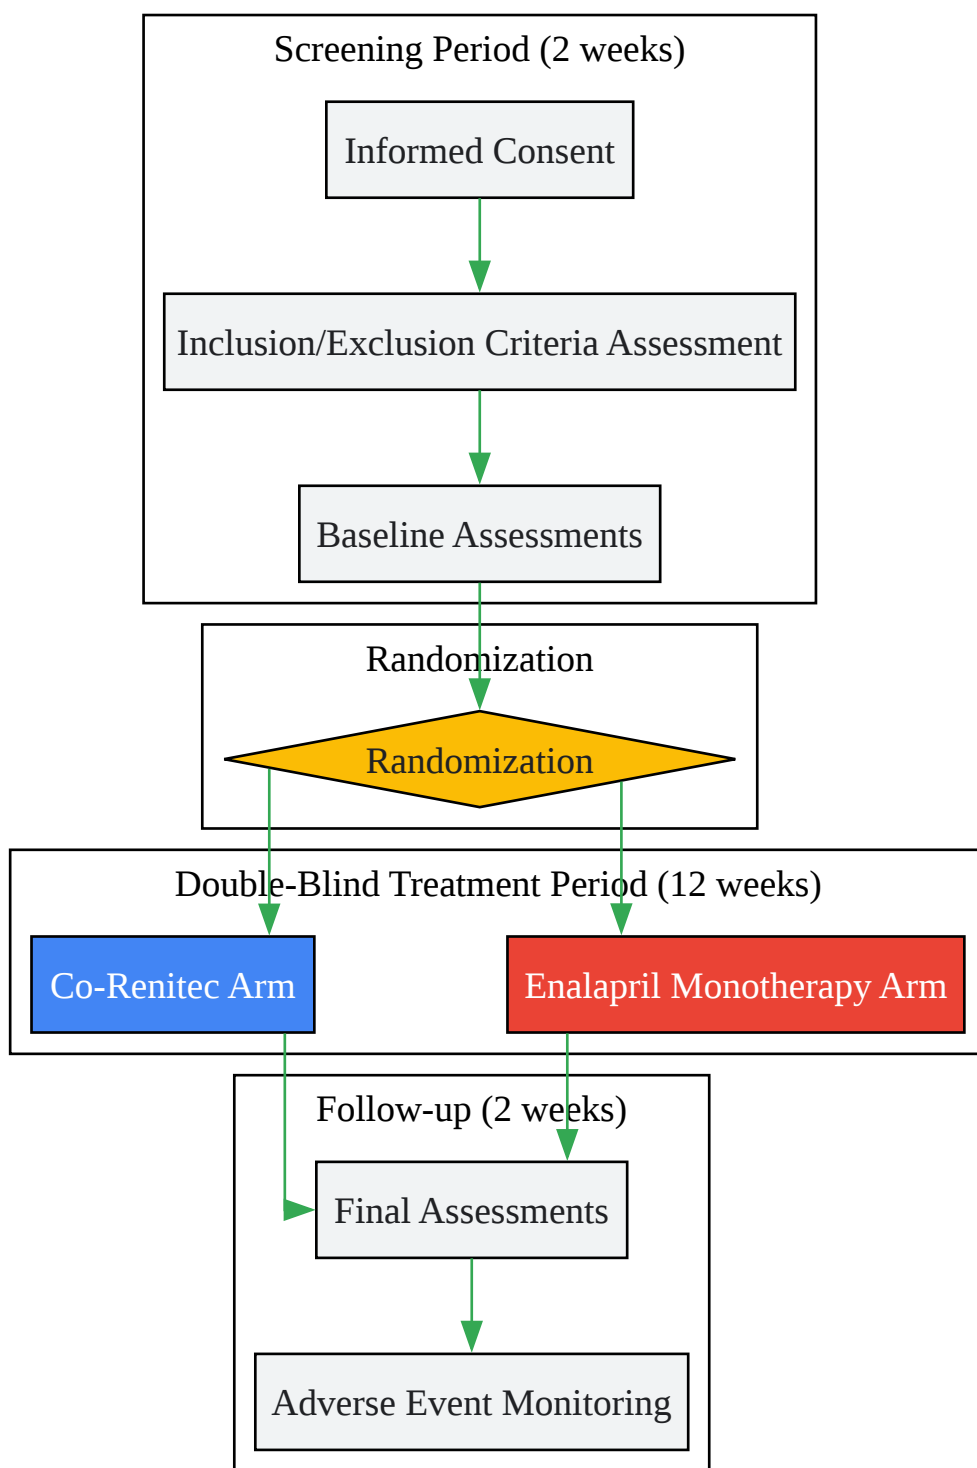 Screening Period (2 weeks)
Informed Consent
Inclusion/Exclusion Criteria Assessment
Baseline Assessments
Randomization
Randomization
Double-Blind Treatment Period (12 weeks)
Co-Renitec Arm
Enalapril Monotherapy Arm
Follow-up (2 weeks)
Final Assessments
Adverse Event Monitoring